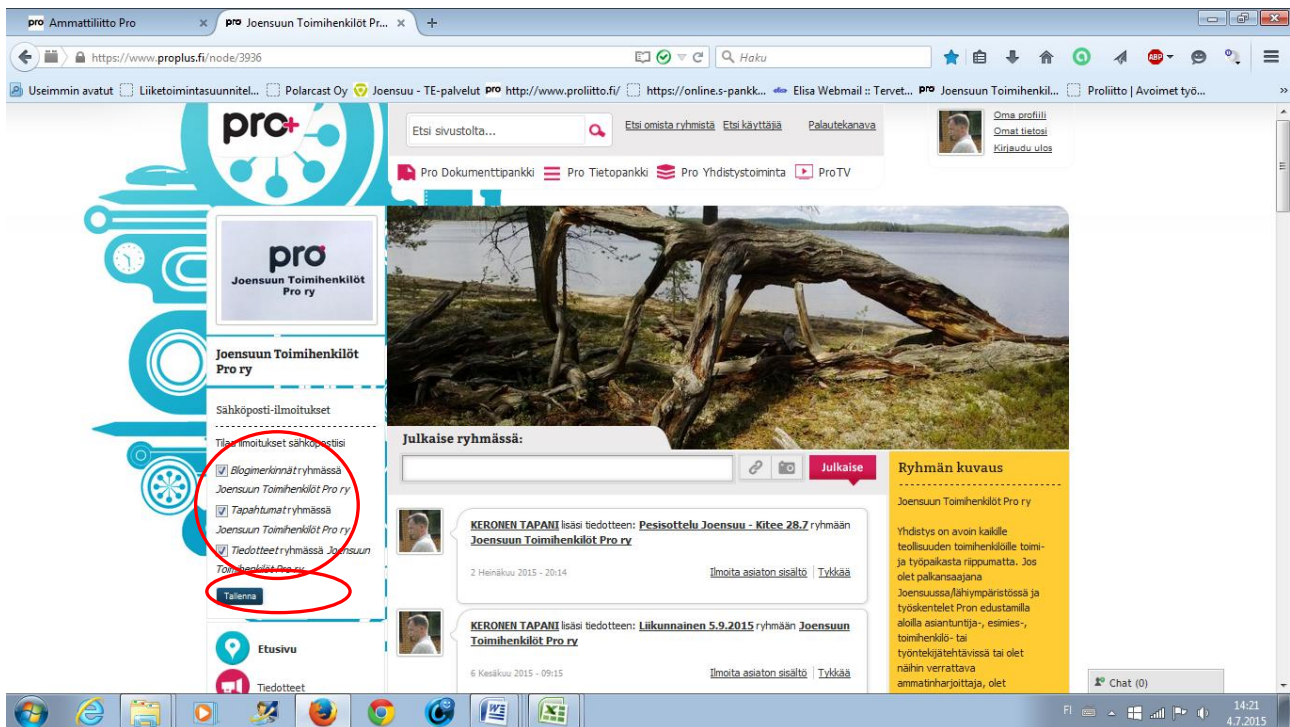 pro Ammattiliitto Pro
pro Joensuun Toimihenkilöt Pr...
https://www.proplus.fi/node/3936
Haku
ABP
Useimmin avatut
Liiketoimintasuunnitel...
Polarcast Oy
Joensuu - TE-palvelut
pro http://www.proliitto.fi/
https://online.s-pankk...
Elisa Webmail :: Tervet...
pro Joensuun Toimihenkil...
Proliitto | Avoimet työ...
pro+
Etsi sivustolta...
Etsi omista ryhmistä Etsi käyttäjä Palautekanava
Oma profiili
Omat tietosi
Kirjaudu ulos
Pro Dokumenttipankki Pro Tietopankki Pro Yhdistystoiminta ProTV
pro
Joensuun Toimihenkilöt
Pro ry
Joensuun Toimihenkilöt
Pro ry
Sähköposti-ilmoitukset
Tilaa ilmoitukset sähköpostiisi
Blogimerkinnät ryhmässä
Joensuun Toimihenkilöt Pro ry
Tapahtumat ryhmässä
Joensuun Toimihenkilöt Pro ry
Tiedotteet ryhmässä Joensuun
Toimihenkilöt Pro ry
Tallenna
Etusivu
Tiedotteet
Julkaise ryhmässä:
Julkaise
KERONEN TAPANI lisäsi tiedotteen: Pesisottelu Joensuu - Kitee 28.7 ryhmään
Joensuun Toimihenkilöt Pro ry
2 Heinäkuu 2015 - 20:14
Ilmoita asiaton sisältö Tykkää
KERONEN TAPANI lisäsi tiedotteen: Liikunnainen 5.9.2015 ryhmään Joensuun
Toimihenkilöt Pro ry
6 Kesäkuu 2015 - 09:15
Ilmoita asiaton sisältö Tykkää
Ryhmän kuvaus
Joensuun Toimihenkilöt Pro ry
Yhdistys on avoin kaikille
teollisuuden toimihenkilöille toimi-
ja työpaikasta riippumatta. Jos
olet palkansaajana
Joensuussa/lähiympäristössä ja
työskentelet Pron edustamilla
aloilla asiantuntija-, esimies-,
toimihenkilö- tai
työntekijätehtävissä tai olet
näihin verrattava
ammatinharjoittaja, olet
Chat (0)
FI
14:21
4.7.2015